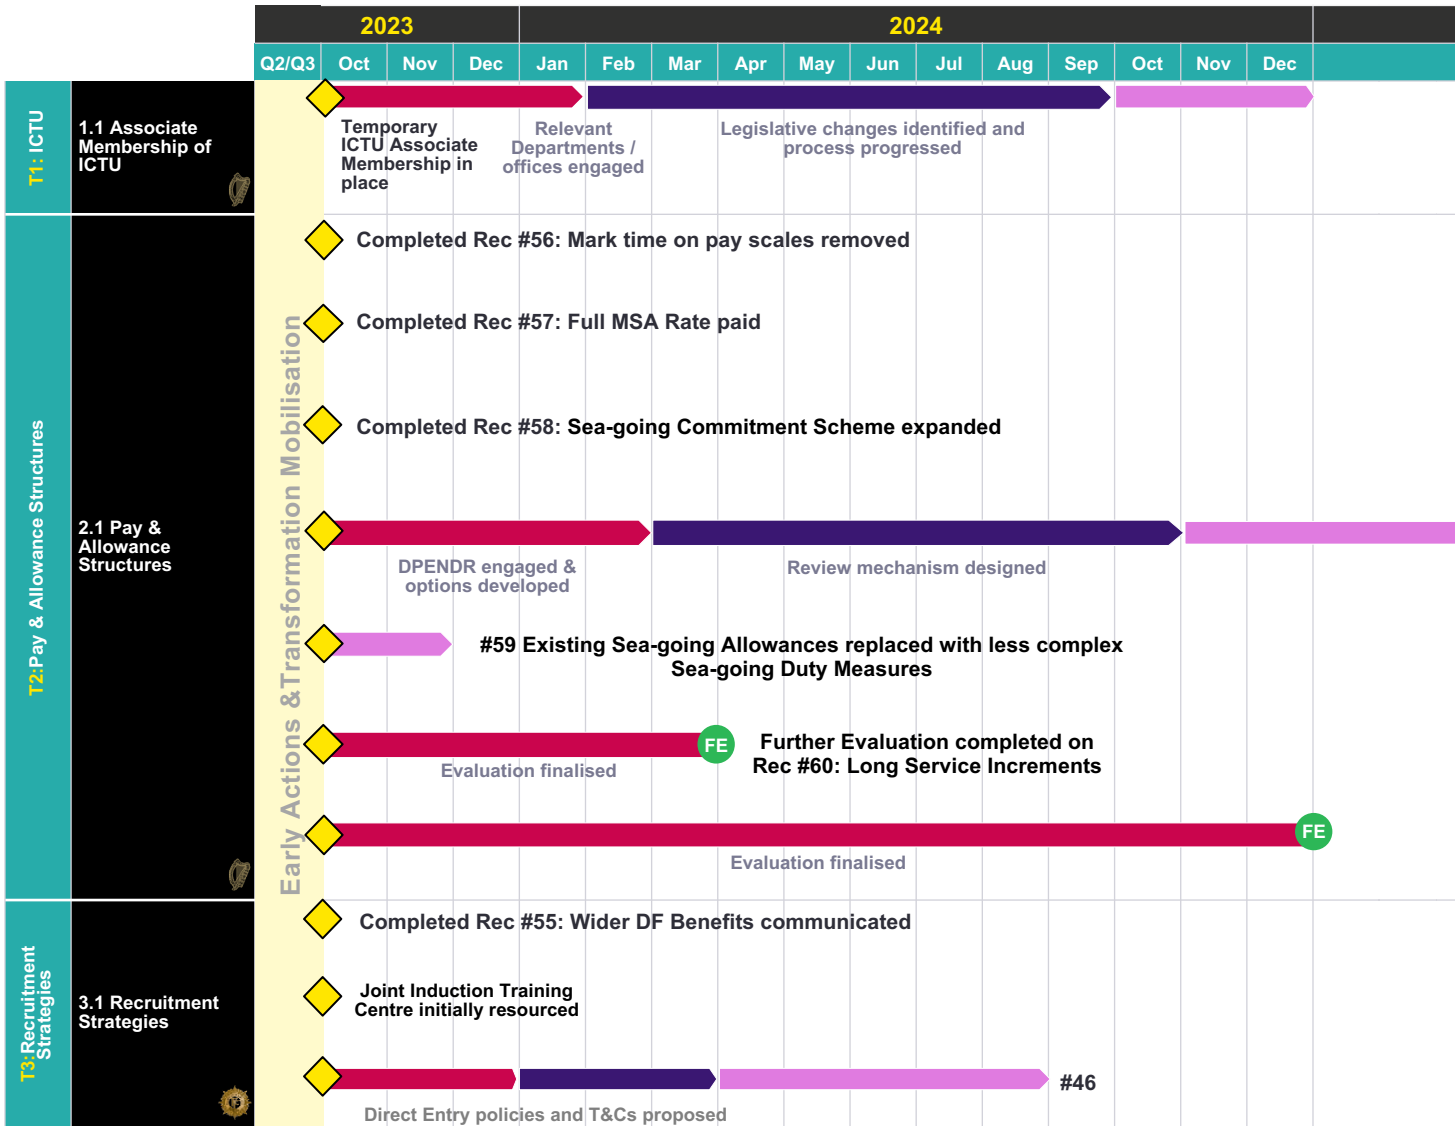 2023
2024
Q2/Q3 Oct Nov Dec Jan Feb Mar Apr May Jun Jul Aug Sep Oct Nov Dec
T1: ICTU
1.1 Associate
Membership of
ICTU
Temporary
ICTU Associate
Membership in
place
Relevant
Departments /
offices engaged
Legislative changes identified and
process progressed
Early Actions &Transformation Mobilisation
T2:Pay & Allowance Structures
2.1 Pay &
Allowance
Structures
Completed Rec #56: Mark time on pay scales removed
Completed Rec #57: Full MSA Rate paid
Completed Rec #58: Sea-going Commitment Scheme expanded
DPENDR engaged &
options developed
Review mechanism designed
#59 Existing Sea-going Allowances replaced with less complex
Sea-going Duty Measures
FE
Further Evaluation completed on
Rec #60: Long Service Increments
Evaluation finalised
FE
Evaluation finalised
T3:Recruitment
Strategies
3.1 Recruitment
Strategies
Completed Rec #55: Wider DF Benefits communicated
Joint Induction Training
Centre initially resourced
#46
Direct Entry policies and T&Cs proposed